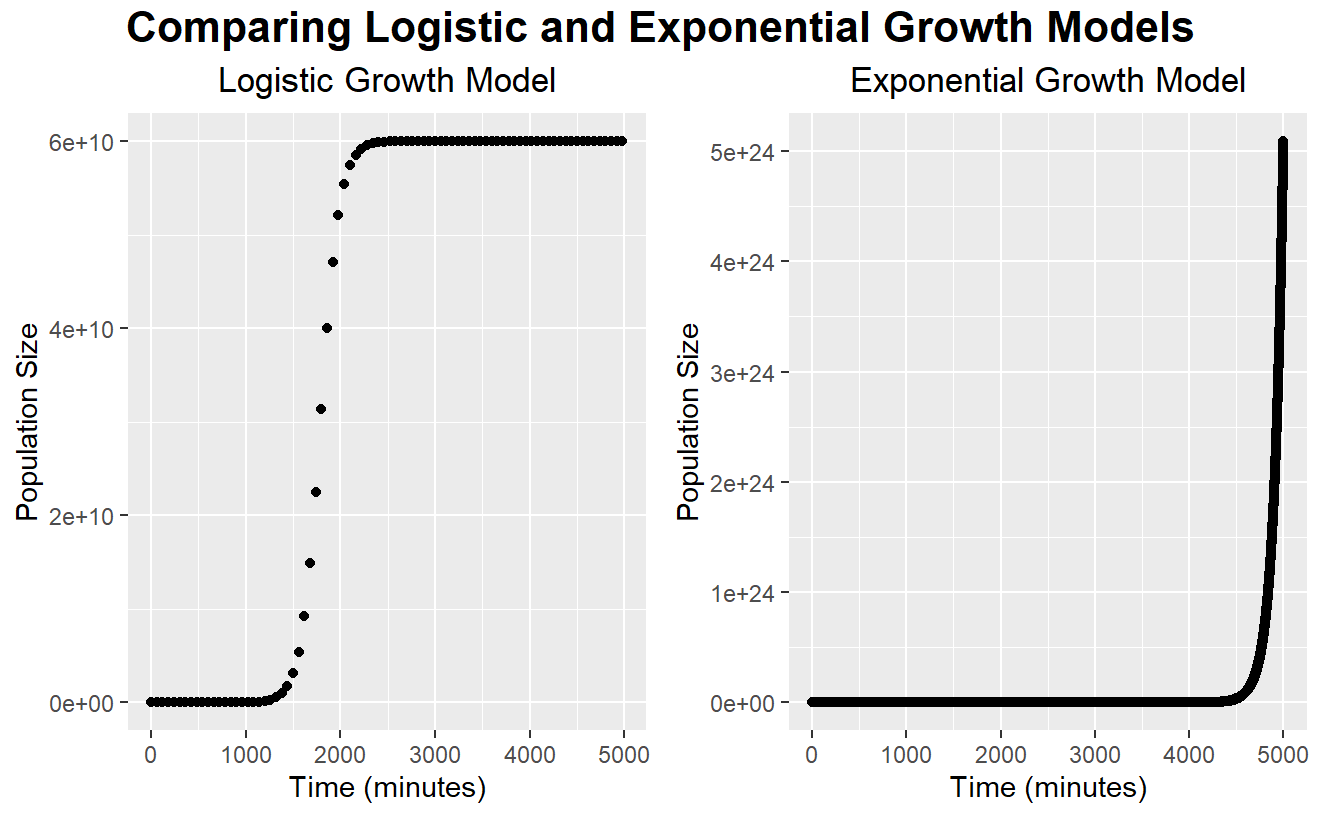 Comparing Logistic and Exponential Growth Models
Logistic Growth Model
Population Size
6e+10
4e+10
2e+10
0e+00
0 1000 2000 3000 4000 5000
Time (minutes)
Exponential Growth Model
Population Size
5e+24
4e+24
3e+24
2e+24
1e+24
0e+00
0 1000 2000 3000 4000 5000
Time (minutes)